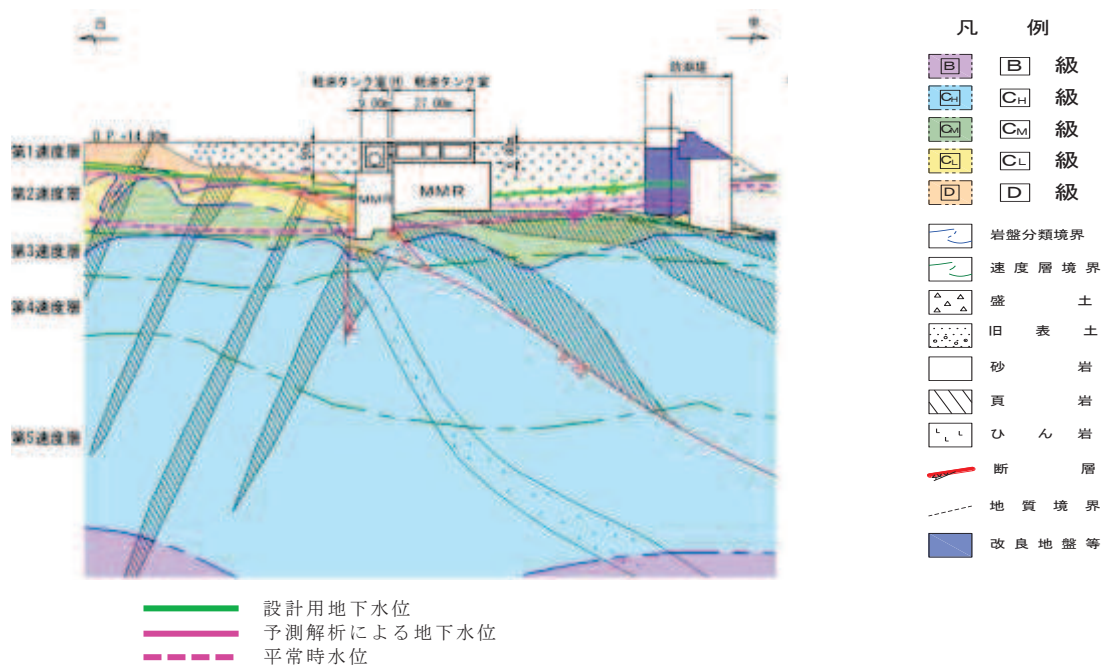 西
東
防潮堤
軽油タンク室(H) 軽油タンク室
9.00m 27.00m
O.P.+14.80m
第1速度層
第2速度層
MMR
MMR
第3速度層
第4速度層
第5速度層
凡 例
B B 級
CH CH 級
CM CM 級
CL CL 級
D D 級
岩盤分類境界
速度層境界
盛土
旧表土
砂岩
頁岩
ひん岩
断層
地質境界
改良地盤等
設計用地下水位
予測解析による地下水位
平常時水位